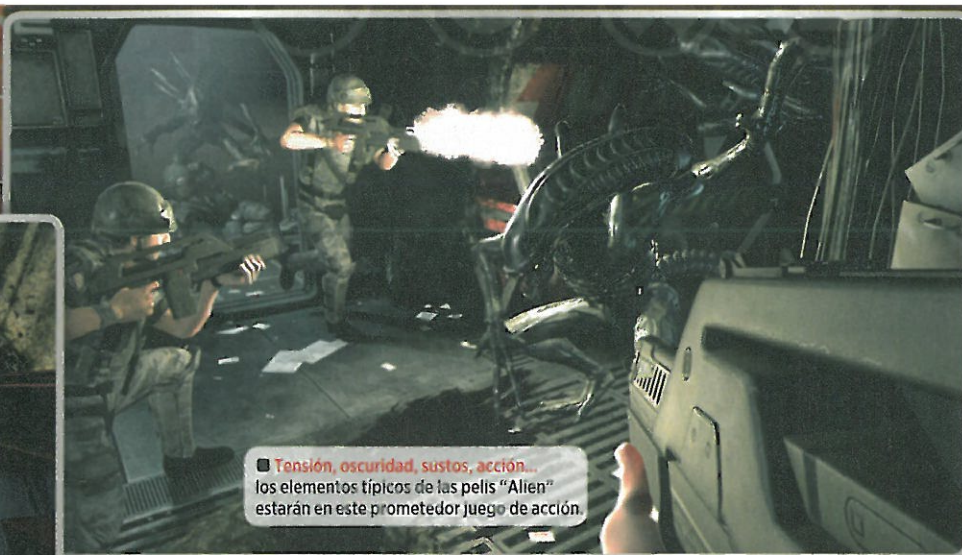 Tensión, oscuridad, sustos, acción...
los elementos típicos de las pelis "Alien"
estarán en este prometedor juego de acción.